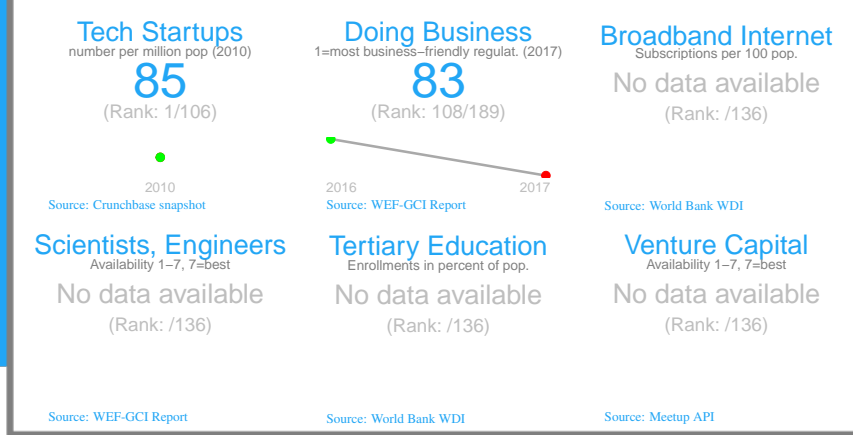 Tech Startups
number per million pop (2010)
85
(Rank: 1/106)
2010
Source: Crunchbase snapshot
Doing Business
1=most business−friendly regulat. (2017)
83
(Rank: 108/189)
2016
2017
Source: WEF-GCI Report
Broadband Internet
Subscriptions per 100 pop.
No data available
(Rank: /136)
Source: World Bank WDI
Scientists, Engineers
Availability 1−7, 7=best
No data available
(Rank: /136)
Source: WEF-GCI Report
Tertiary Education
Enrollments in percent of pop.
No data available
(Rank: /136)
Source: World Bank WDI
Venture Capital
Availability 1−7, 7=best
No data available
(Rank: /136)
Source: Meetup API